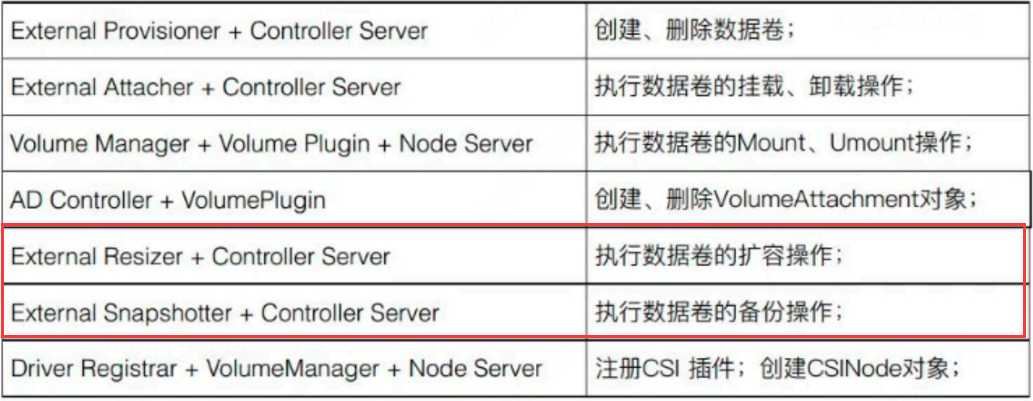 External Provisioner + Controller Server 创建、删除数据卷；
External Attacher + Controller Server 执行数据卷的挂载、卸载操作；
Volume Manager + Volume Plugin + Node Server 执行数据卷的Mount、Umount操作；
AD Controller + VolumePlugin 创建、删除VolumeAttachment对象；
External Resizer + Controller Server 执行数据卷的扩容操作；
External Snapshotter + Controller Server 执行数据卷的备份操作；
Driver Registrar + VolumeManager + Node Server 注册CSI 插件；创建CSINode对象；